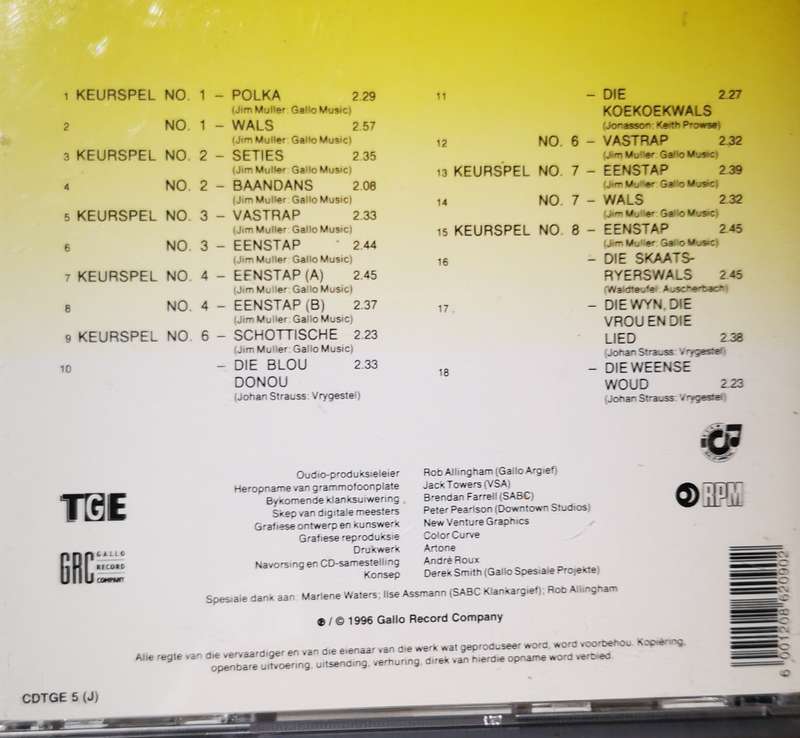 1 KEURSPEL NO. 1 – POLKA 2.29
(Jim Muller: Gallo Music)
2 NO. 1 – WALS 2.57
(Jim Muller: Gallo Music)
3 KEURSPEL NO. 2 – SETIES 2.35
(Jim Muller: Gallo Music)
4 NO. 2 – BAANDANS 2.08
(Jim Muller: Gallo Music)
5 KEURSPEL NO. 3 – VASTRAP 2.33
(Jim Muller: Gallo Music)
6 NO. 3 – EENSTAP 2.44
(Jim Muller: Gallo Music)
7 KEURSPEL NO. 4 – EENSTAP (A) 2.45
(Jim Muller: Gallo Music)
8 NO. 4 – EENSTAP (B) 2.37
(Jim Muller: Gallo Music)
9 KEURSPEL NO. 6 – SCHOTTISCHE 2.23
(Jim Muller: Gallo Music)
10 – DIE BLOU 2.33
DONOU
(Johan Strauss: Vrygestel)
11 – DIE 2.27
KOEKOEKWALS
(Jonasson: Keith Prowse)
12 NO. 6 – VASTRAP 2.32
(Jim Muller: Gallo Music)
13 KEURSPEL NO. 7 – EENSTAP 2.39
(Jim Muller: Gallo Music)
14 NO. 7 – WALS 2.32
(Jim Muller: Gallo Music)
15 KEURSPEL NO. 8 – EENSTAP 2.45
(Jim Muller: Gallo Music)
16 – DIE SKAATS-
RYERSWALS 2.45
(Waldteufel: Auscherbach)
17 – DIE WYN, DIE
VROU EN DIE
LIED 2.38
(Johan Strauss: Vrygestel)
18 – DIE WEENSE
WOUD 2.23
(Johan Strauss: Vrygestel)
Oudio-produksieleier Rob Allingham (Gallo Argief)
Heropname van grammofoonplate Jack Towers (VSA)
Bykomende klanksuiwering Brendan Farrell (SABC)
Skep van digitale meesters Peter Pearlson (Downtown Studios)
Grafiese ontwerp en kunswerk New Venture Graphics
Grafiese reproduksie Color Curve
Drukwerk Artone
Navorsing en CD-samestelling André Roux
Konsep Derek Smith (Gallo Spesiale Projekte)
TGE
GRC GALLO
RECORD
COMPANY
RPM
Spesiale dank aan: Marlene Waters; Ilse Assmann (SABC Klankargief); Rob Allingham
℗ / © 1996 Gallo Record Company
Alle regte van die vervaardiger en van die eienaar van die werk wat geproduseer word, word voorbehou. Kopiëring,
openbare uitvoering, uitsending, verhuring, direk van hierdie opname word verbied.
6 001208 620902
CDTGE 5 (J)